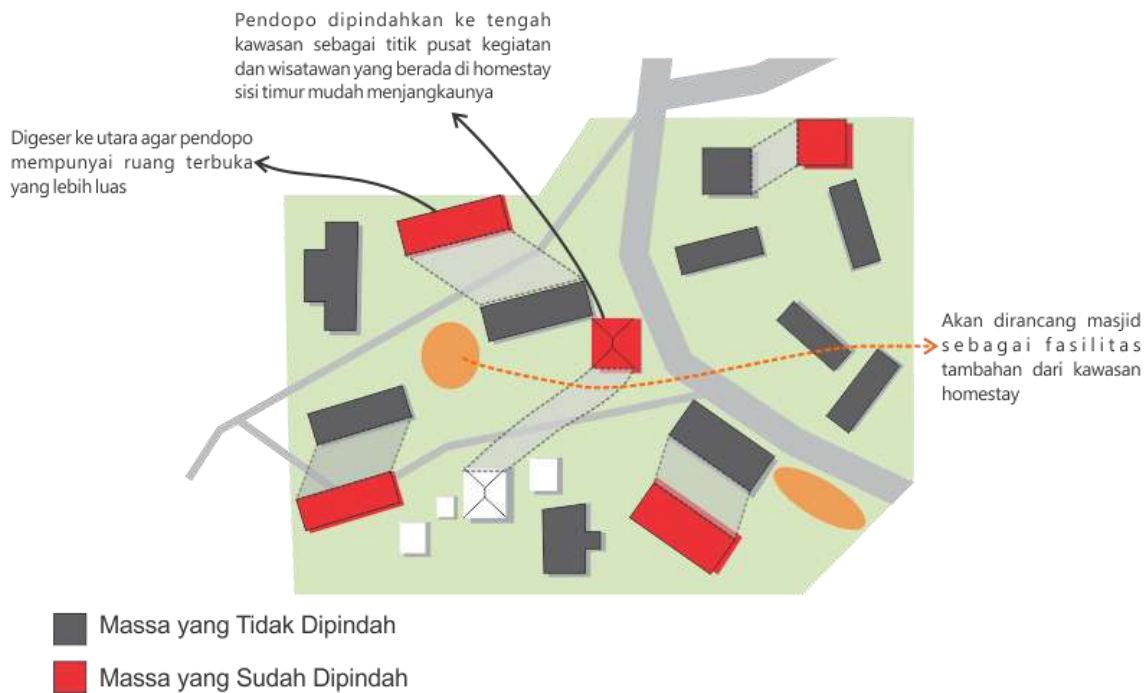 Pendopo dipindahkan ke tengah
kawasan sebagai titik pusat kegiatan
dan wisatawan yang berada di homestay
sisi timur mudah menjangkaunya
Digeser ke utara agar pendopo
mempunyai ruang terbuka
yang lebih luas
Akan dirancang masjid
sebagai fasilitas
tambahan dari kawasan
homestay
Massa yang Tidak Dipindah
Massa yang Sudah Dipindah